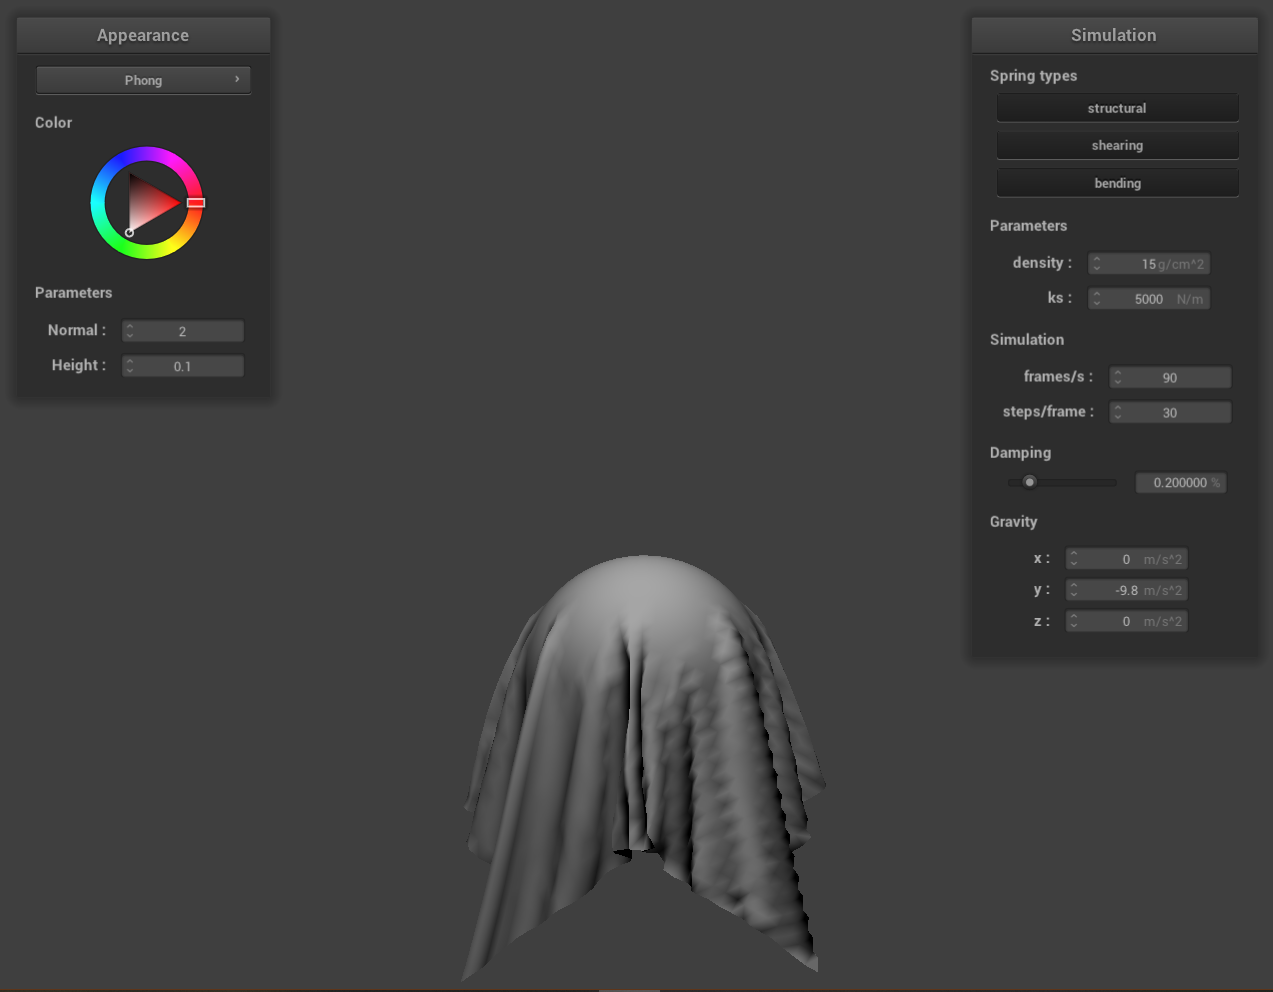 Appearance
Phong
Color
Parameters
Normal : 2
Height : 0.1
Simulation
Spring types
structural
shearing
bending
Parameters
density : 15 g/cm^2
ks : 5000 N/m
Simulation
frames/s : 90
steps/frame : 30
Damping
0.200000 %
Gravity
x : 0 m/s^2
y : -9.8 m/s^2
z : 0 m/s^2